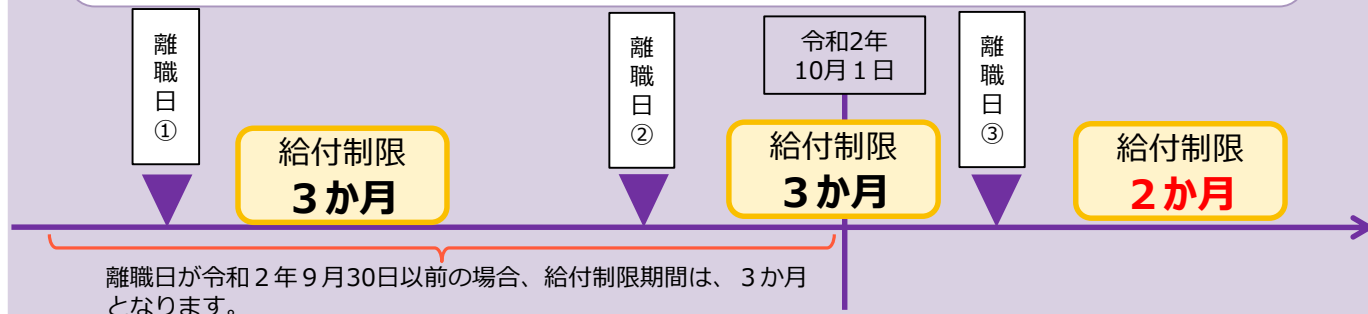 離職日①
給付制限
３か月
離職日②
令和2年
10月１日
給付制限
３か月
離職日③
給付制限
２か月
離職日が令和２年９月30日以前の場合、給付制限期間は、３か月
となります。